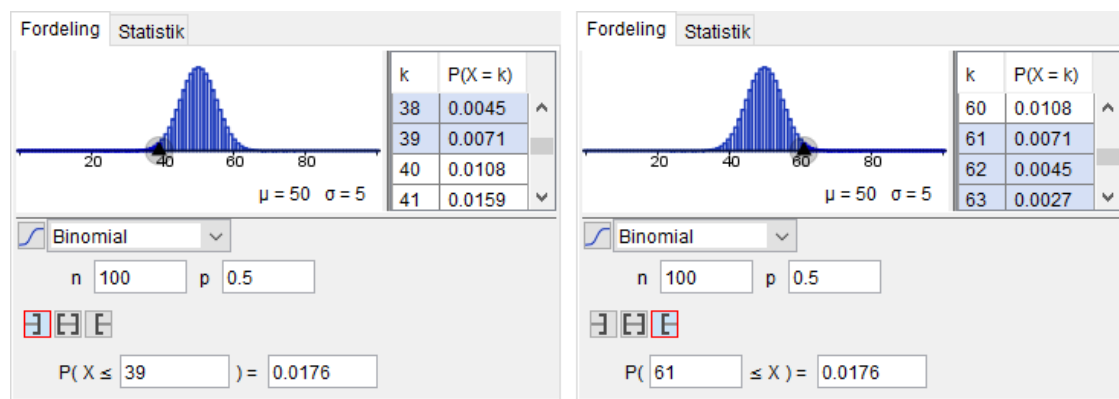 Fordeling Statistik
k P(X = k)
38 0.0045
39 0.0071
40 0.0108
41 0.0159
20 40 60 80
μ = 50 σ = 5
Binomial
n 100 p 0.5
P( X ≤ 39 ) = 0.0176
Fordeling Statistik
k P(X = k)
60 0.0108
61 0.0071
62 0.0045
63 0.0027
20 40 60 80
μ = 50 σ = 5
Binomial
n 100 p 0.5
P( 61 ≤ X ) = 0.0176